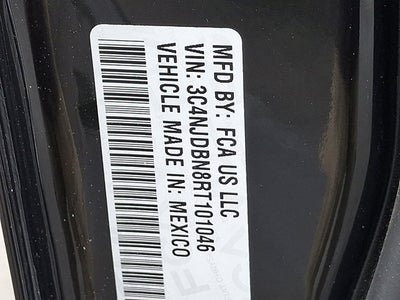 MFD BY: FCA US LLC
VIN: 3C4NJDBN8RT101046
VEHICLE MADE IN: MEXICO